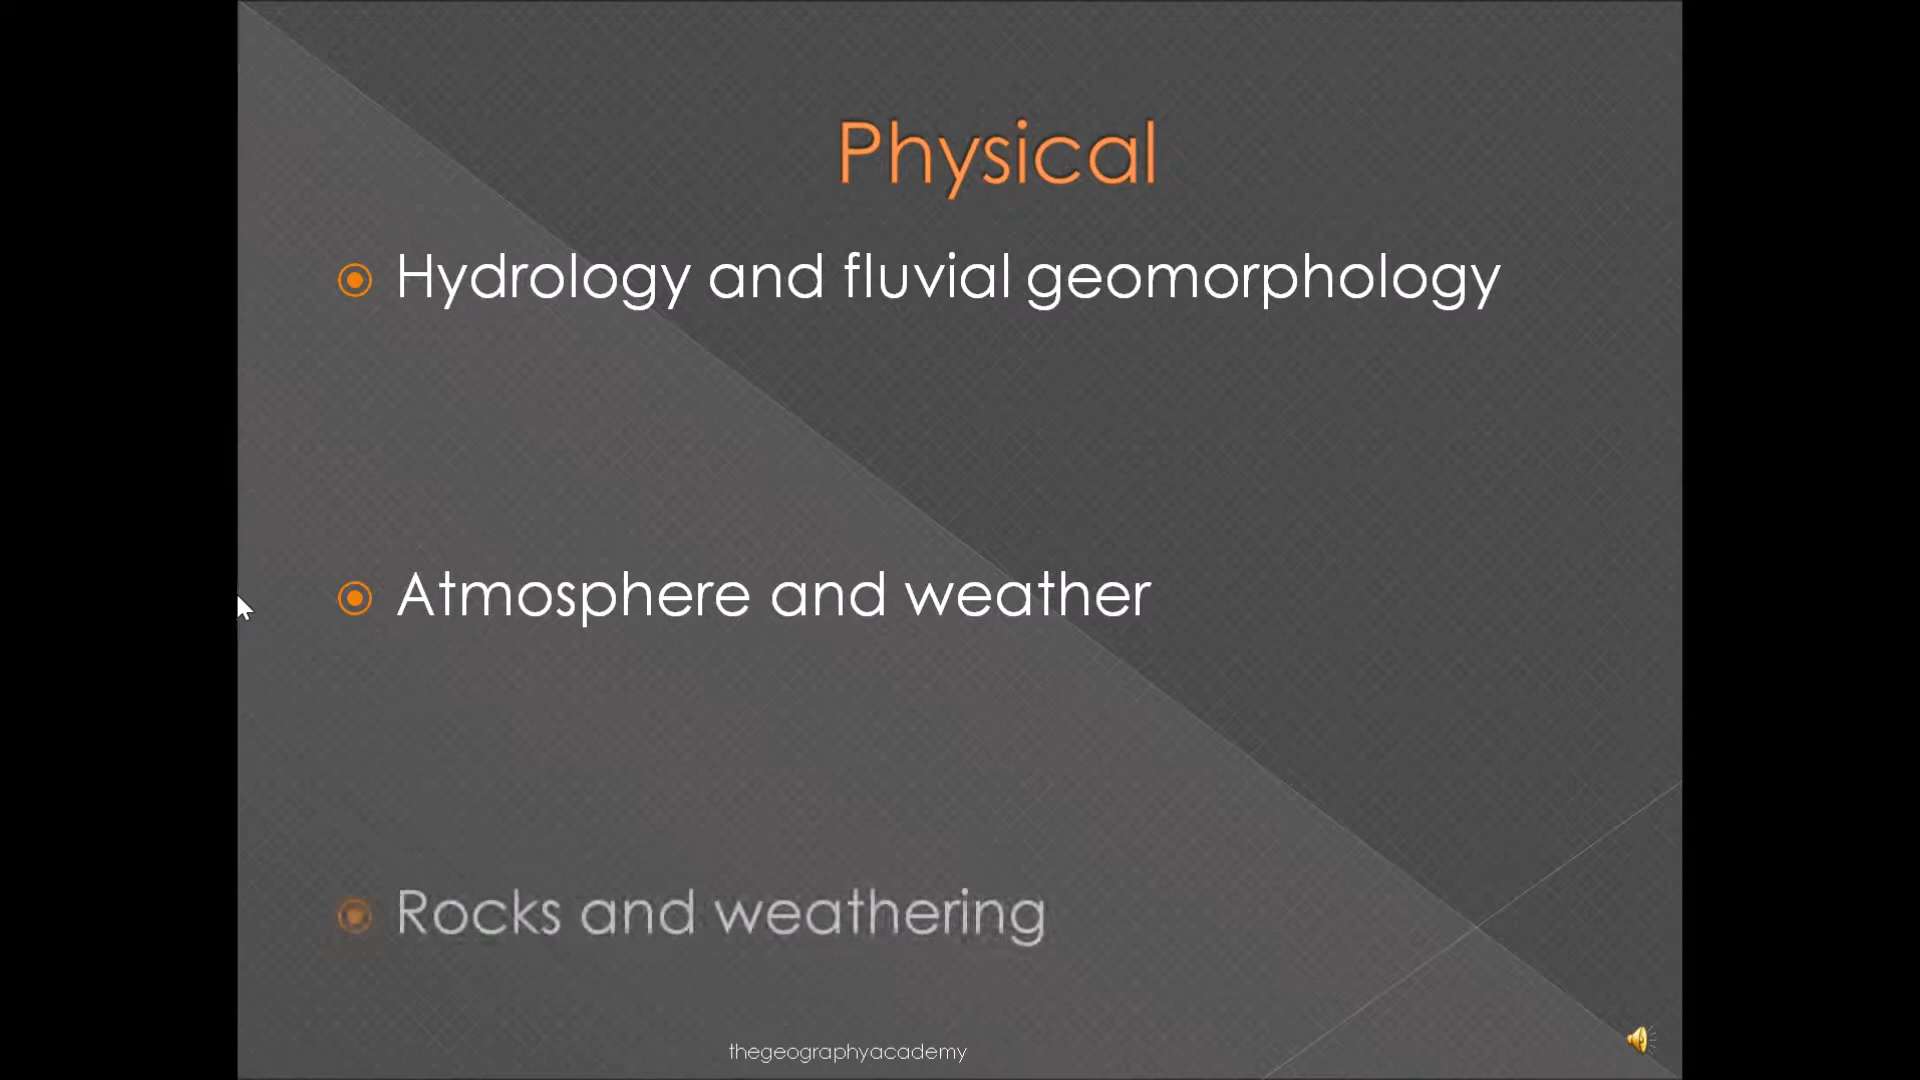 Physical
Hydrology and fluvial geomorphology
Atmosphere and weather
Rocks and weathering
thegeographyacademy